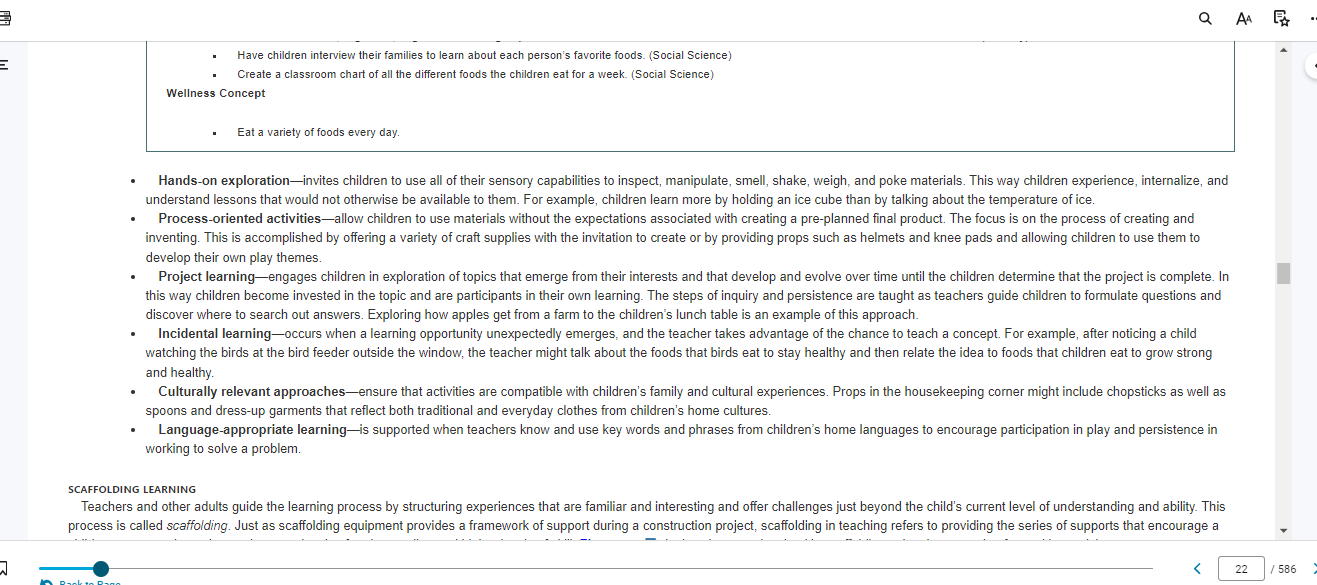 Have children interview their families to learn about each person's favorite foods. (Social Science)
Create a classroom chart of all the different foods the children eat for a week. (Social Science)
Wellness Concept
Eat a variety of foods every day.
Hands-on exploration—invites children to use all of their sensory capabilities to inspect, manipulate, smell, shake, weigh, and poke materials. This way children experience, internalize, and
understand lessons that would not otherwise be available to them. For example, children learn more by holding an ice cube than by talking about the temperature of ice.
Process-oriented activities—allow children to use materials without the expectations associated with creating a pre-planned final product. The focus is on the process of creating and
inventing. This is accomplished by offering a variety of craft supplies with the invitation to create or by providing props such as helmets and knee pads and allowing children to use them to
develop their own play themes.
Project learning—engages children in exploration of topics that emerge from their interests and that develop and evolve over time until the children determine that the project is complete. In
this way children become invested in the topic and are participants in their own learning. The steps of inquiry and persistence are taught as teachers guide children to formulate questions and
discover where to search out answers. Exploring how apples get from a farm to the children's lunch table is an example of this approach.
Incidental learning—occurs when a learning opportunity unexpectedly emerges, and the teacher takes advantage of the chance to teach a concept. For example, after noticing a child
watching the birds at the bird feeder outside the window, the teacher might talk about the foods that birds eat to stay healthy and then relate the idea to foods that children eat to grow strong
and healthy.
Culturally relevant approaches—ensure that activities are compatible with children's family and cultural experiences. Props in the housekeeping corner might include chopsticks as well as
spoons and dress-up garments that reflect both traditional and everyday clothes from children's home cultures.
Language-appropriate learning—is supported when teachers know and use key words and phrases from children's home languages to encourage participation in play and persistence in
working to solve a problem.
SCAFFOLDING LEARNING
Teachers and other adults guide the learning process by structuring experiences that are familiar and interesting and offer challenges just beyond the child's current level of understanding and ability. This
process is called scaffolding. Just as scaffolding equipment provides a framework of support during a construction project, scaffolding in teaching refers to providing the series of supports that encourage a
22 / 586
Back to Page